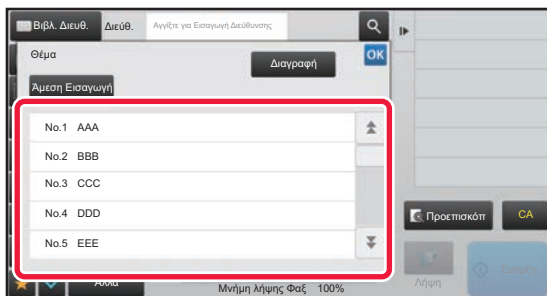 Βιβλ. Διευθ. Διεύθ. Αγγίξτε για Εισαγωγή Διεύθυνσης
Θέμα Διαγραφή OK
Άμεση Εισαγωγή
No.1 AAA
No.2 BBB
No.3 CCC
No.4 DDD
No.5 EEE
Προεπισκόπ CA
Άλλα Μνήμη λήψης Φαξ 100% Λήψη Έναρξη